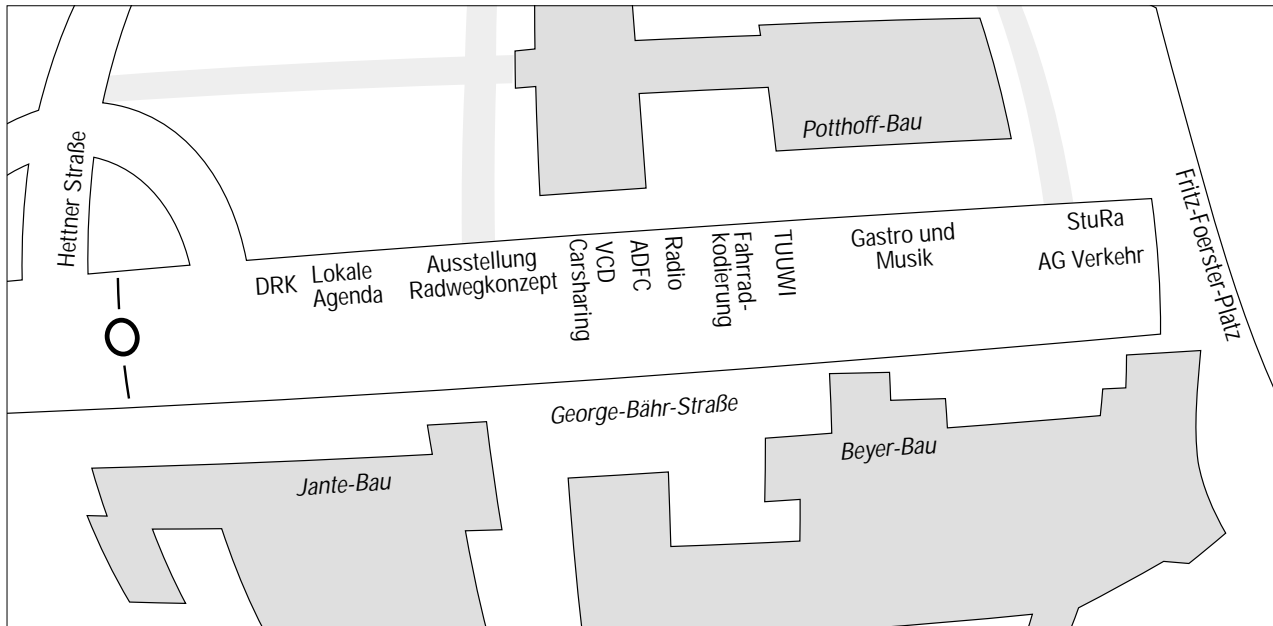 Potthoff-Bau
Hettner Straße
Fritz-Foerster-Platz
DRK
Lokale
Agenda
Ausstellung
Radwegkonzept
Carsharing
VCD
ADFC
Radio
Fahrrad-
kodierung
TUUWI
Gastro und
Musik
StuRa
AG Verkehr
George-Bähr-Straße
Beyer-Bau
Jante-Bau